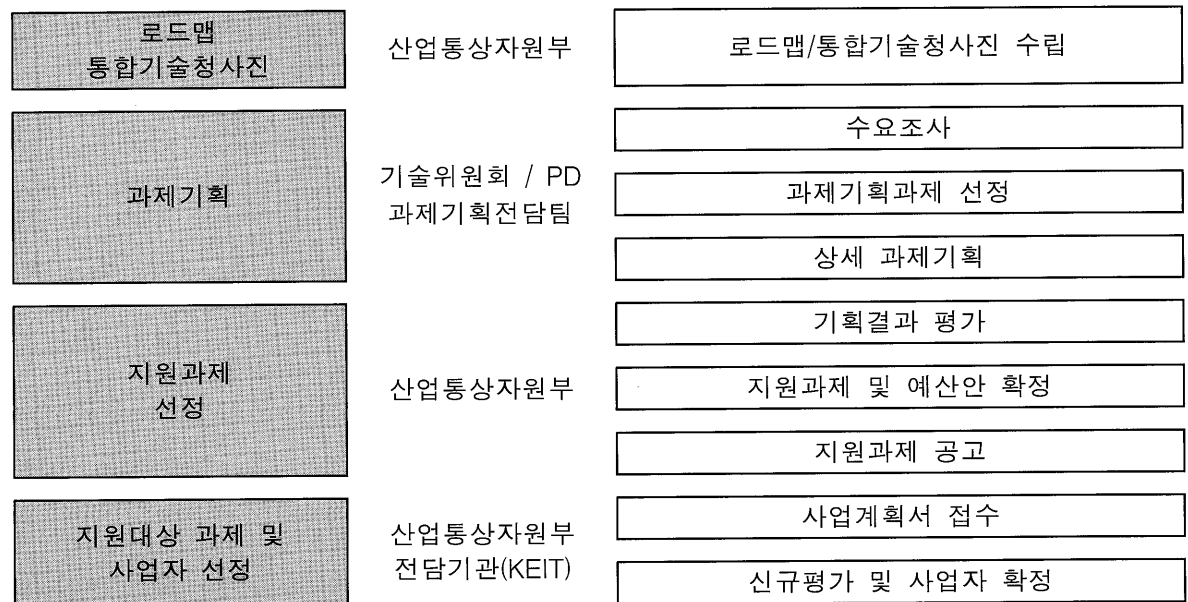 로드맵
통합기술청사진
산업통상자원부
로드맵/통합기술청사진 수립
과제기획
기술위원회 / PD
과제기획전담팀
수요조사
과제기획과제 선정
상세 과제기획
지원과제
선정
산업통상자원부
기획결과 평가
지원과제 및 예산안 확정
지원과제 공고
지원대상 과제 및
사업자 선정
산업통상자원부
전담기관(KEIT)
사업계획서 접수
신규평가 및 사업자 확정